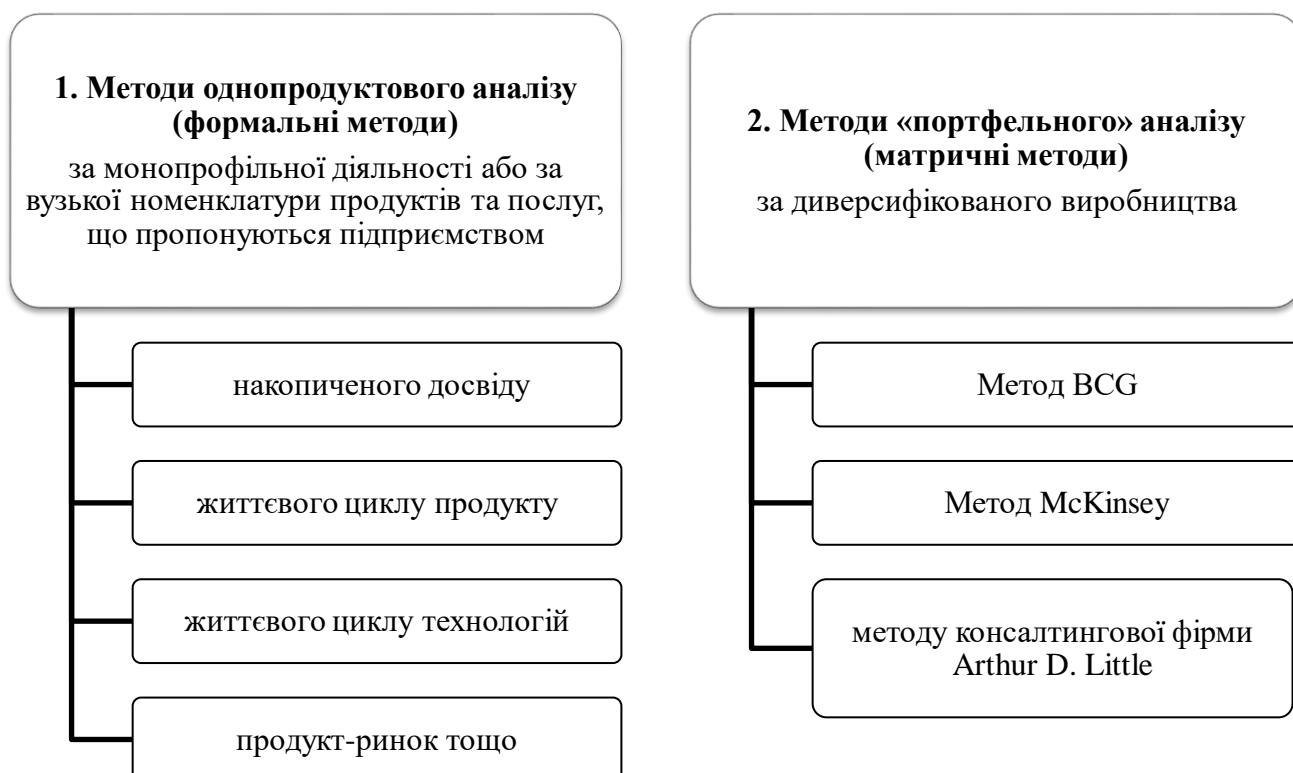 1. Методи однопродуктового аналізу
(формальні методи)
за монопрофільної діяльності або за
вузької номенклатури продуктів та послуг,
що пропонуються підприємством
накопиченого досвіду
життєвого циклу продукту
життєвого циклу технологій
продукт-ринок тощо
2. Методи «портфельного» аналізу
(матричні методи)
за диверсифікованого виробництва
Метод BCG
Метод McKinsey
методу консалтингової фірми
Arthur D. Little